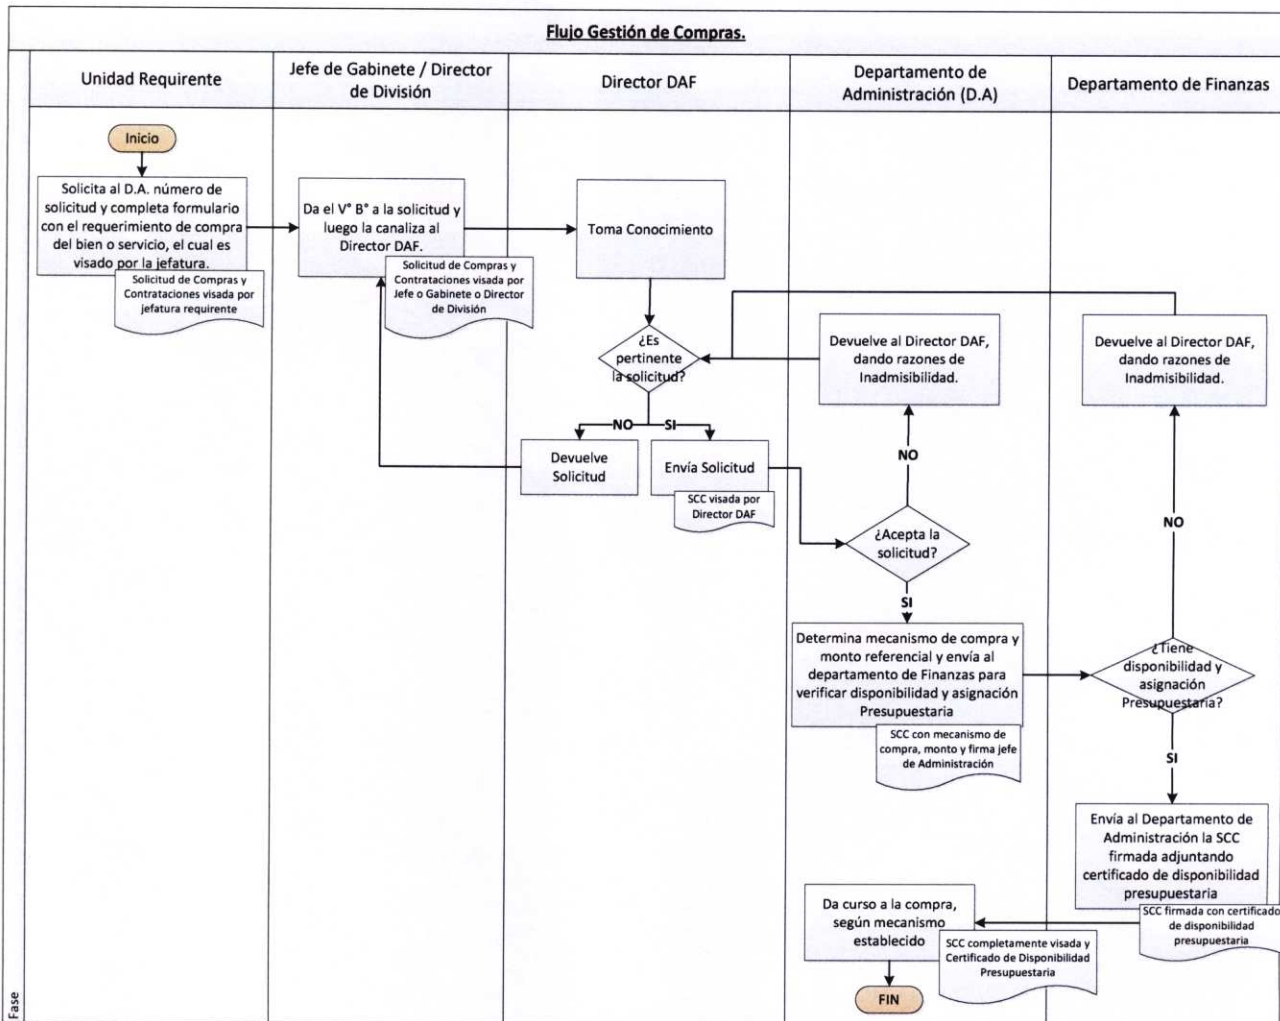 Flujo Gestión de Compras.
Unidad Requirente
Jefe de Gabinete / Director
de División
Director DAF
Departamento de
Administración (D.A)
Departamento de Finanzas
Inicio
Solicita al D.A. número de
solicitud y completa formulario
con el requerimiento de compra
del bien o servicio, el cual es
visado por la jefatura.
Solicitud de Compras y
Contrataciones visada por
jefatura requirente
Da el V° B° a la solicitud y
luego la canaliza al
Director DAF.
Solicitud de Compras y
Contrataciones visada por
Jefe o Gabinete o Director
de División
Toma Conocimiento
¿Es
pertinente
la solicitud?
NO
SI
Devuelve
Solicitud
Envía Solicitud
SCC visada por
Director DAF
Devuelve al Director DAF,
dando razones de
Inadmisibilidad.
NO
¿Acepta la
solicitud?
SI
Determina mecanismo de compra y
monto referencial y envía al
departamento de Finanzas para
verificar disponibilidad y asignación
Presupuestaria
SCC con mecanismo de
compra, monto y firma jefe
de Administración
Devuelve al Director DAF,
dando razones de
Inadmisibilidad.
NO
¿Tiene
disponibilidad y
asignación
Presupuestaria?
SI
Envía al Departamento de
Administración la SCC
firmada adjuntando
certificado de disponibilidad
presupuestaria
SCC firmada con certificado
de disponibilidad
presupuestaria
Da curso a la compra,
según mecanismo
establecido
SCC completamente visada y
Certificado de Disponibilidad
Presupuestaria
FIN
Fase